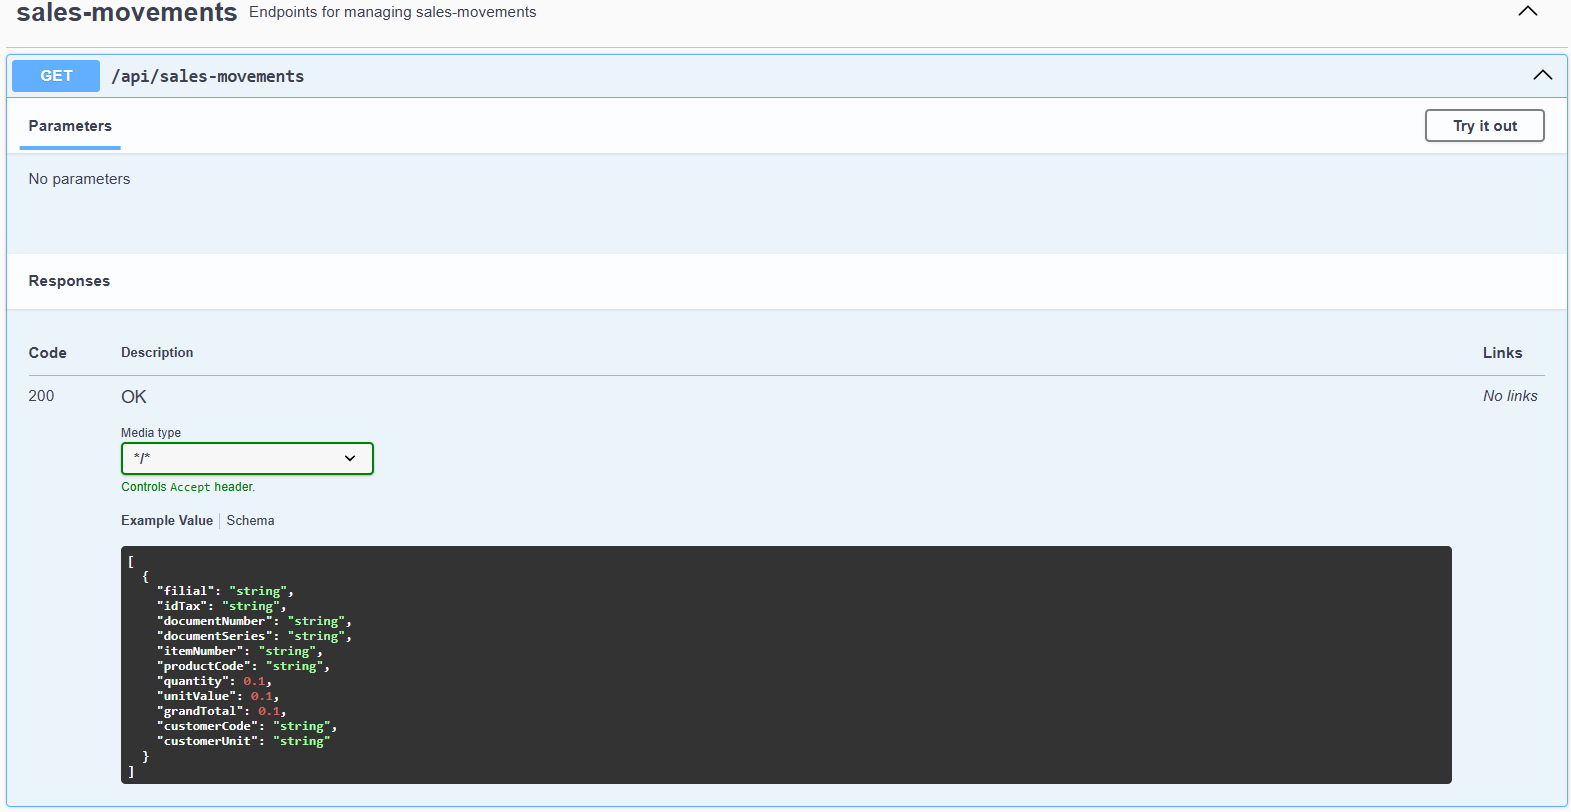 sales-movements Endpoints for managing sales-movements
GET /api/sales-movements
Parameters Try it out
No parameters
Responses
Code Description Links
200 OK No links
Media type
*/*
Controls Accept header.
Example Value Schema
[
  {
    "filial": "string",
    "idTax": "string",
    "documentNumber": "string",
    "documentSeries": "string",
    "itemNumber": "string",
    "productCode": "string",
    "quantity": 0.1,
    "unitValue": 0.1,
    "grandTotal": 0.1,
    "customerCode": "string",
    "customerUnit": "string"
  }
]